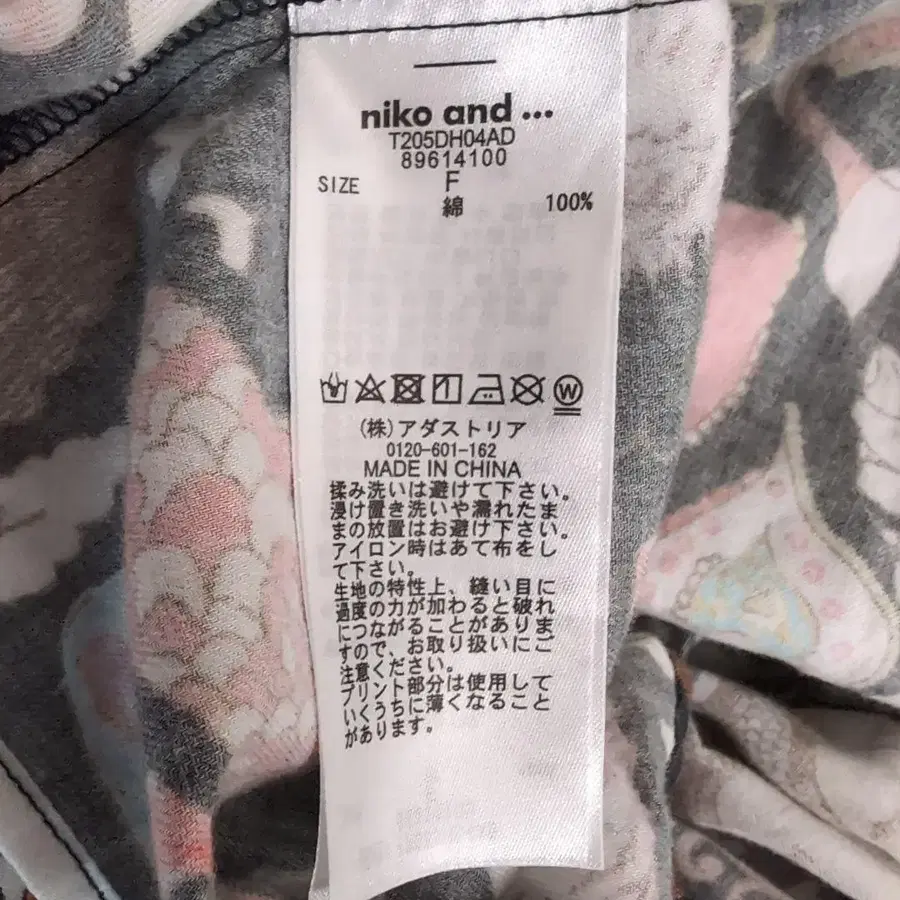 niko and ...
T205DH04AD
89614100
SIZE F
綿 100%
W
(株)アダストリア
0120-601-162
MADE IN CHINA
揉み洗いは避けて下さい。
浸け置き洗いや濡れたま
まの放置はお避け下さい。
アイロン時はあて布をし
て下さい。
生地の特性上、縫い目に
過度の力が加わると破れ
につながることがありま
すので、お取り扱いにご
注意ください。
プリント部分は使用して
いくうちに薄くなること
があります。